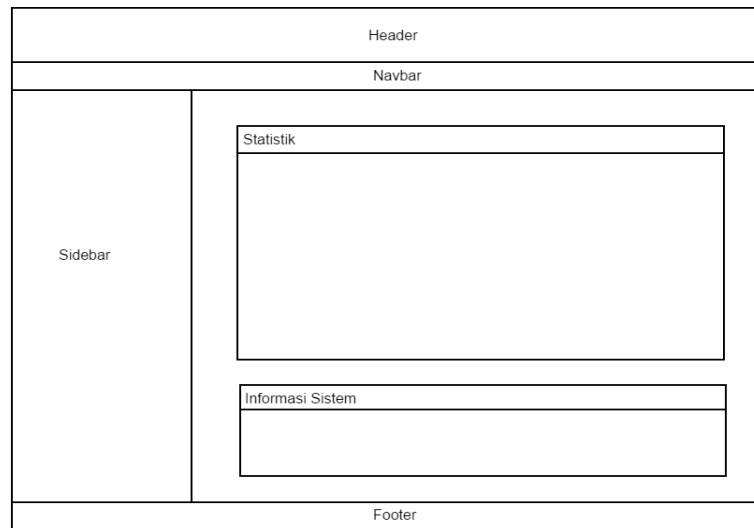 Header
Navbar
Sidebar
Statistik
Informasi Sistem
Footer